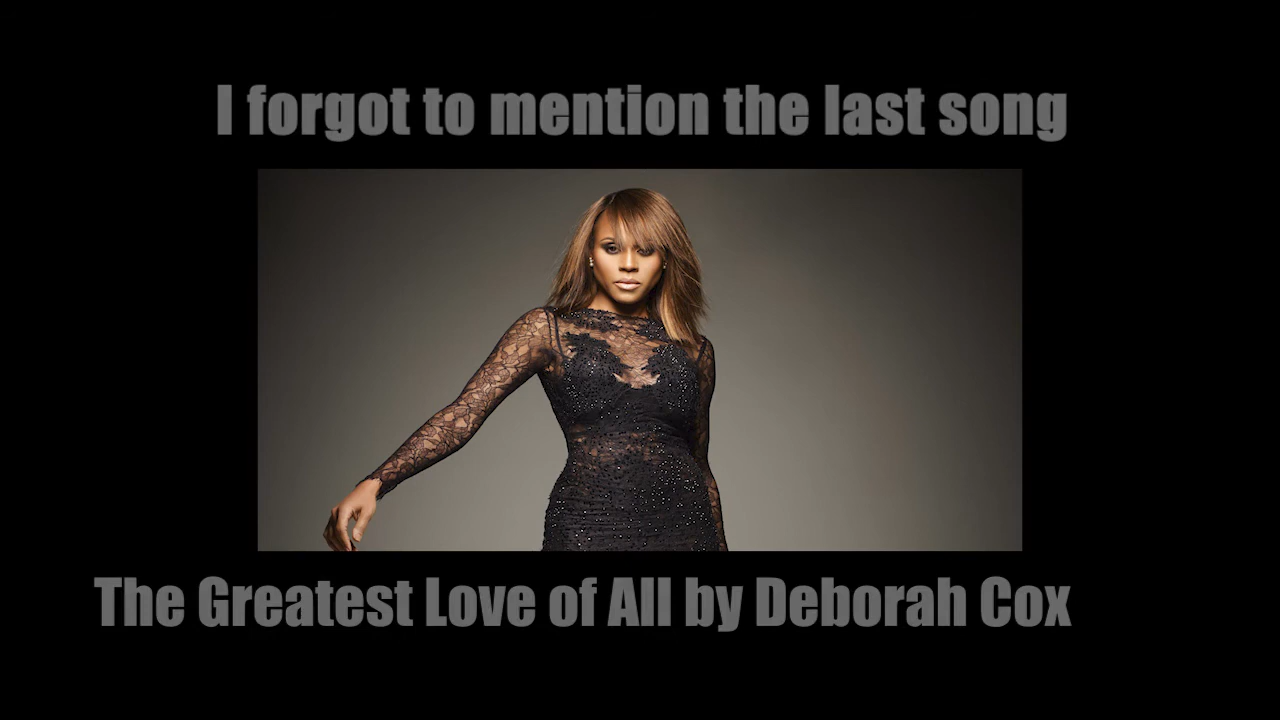 I forgot to mention the last song
The Greatest Love of All by Deborah Cox